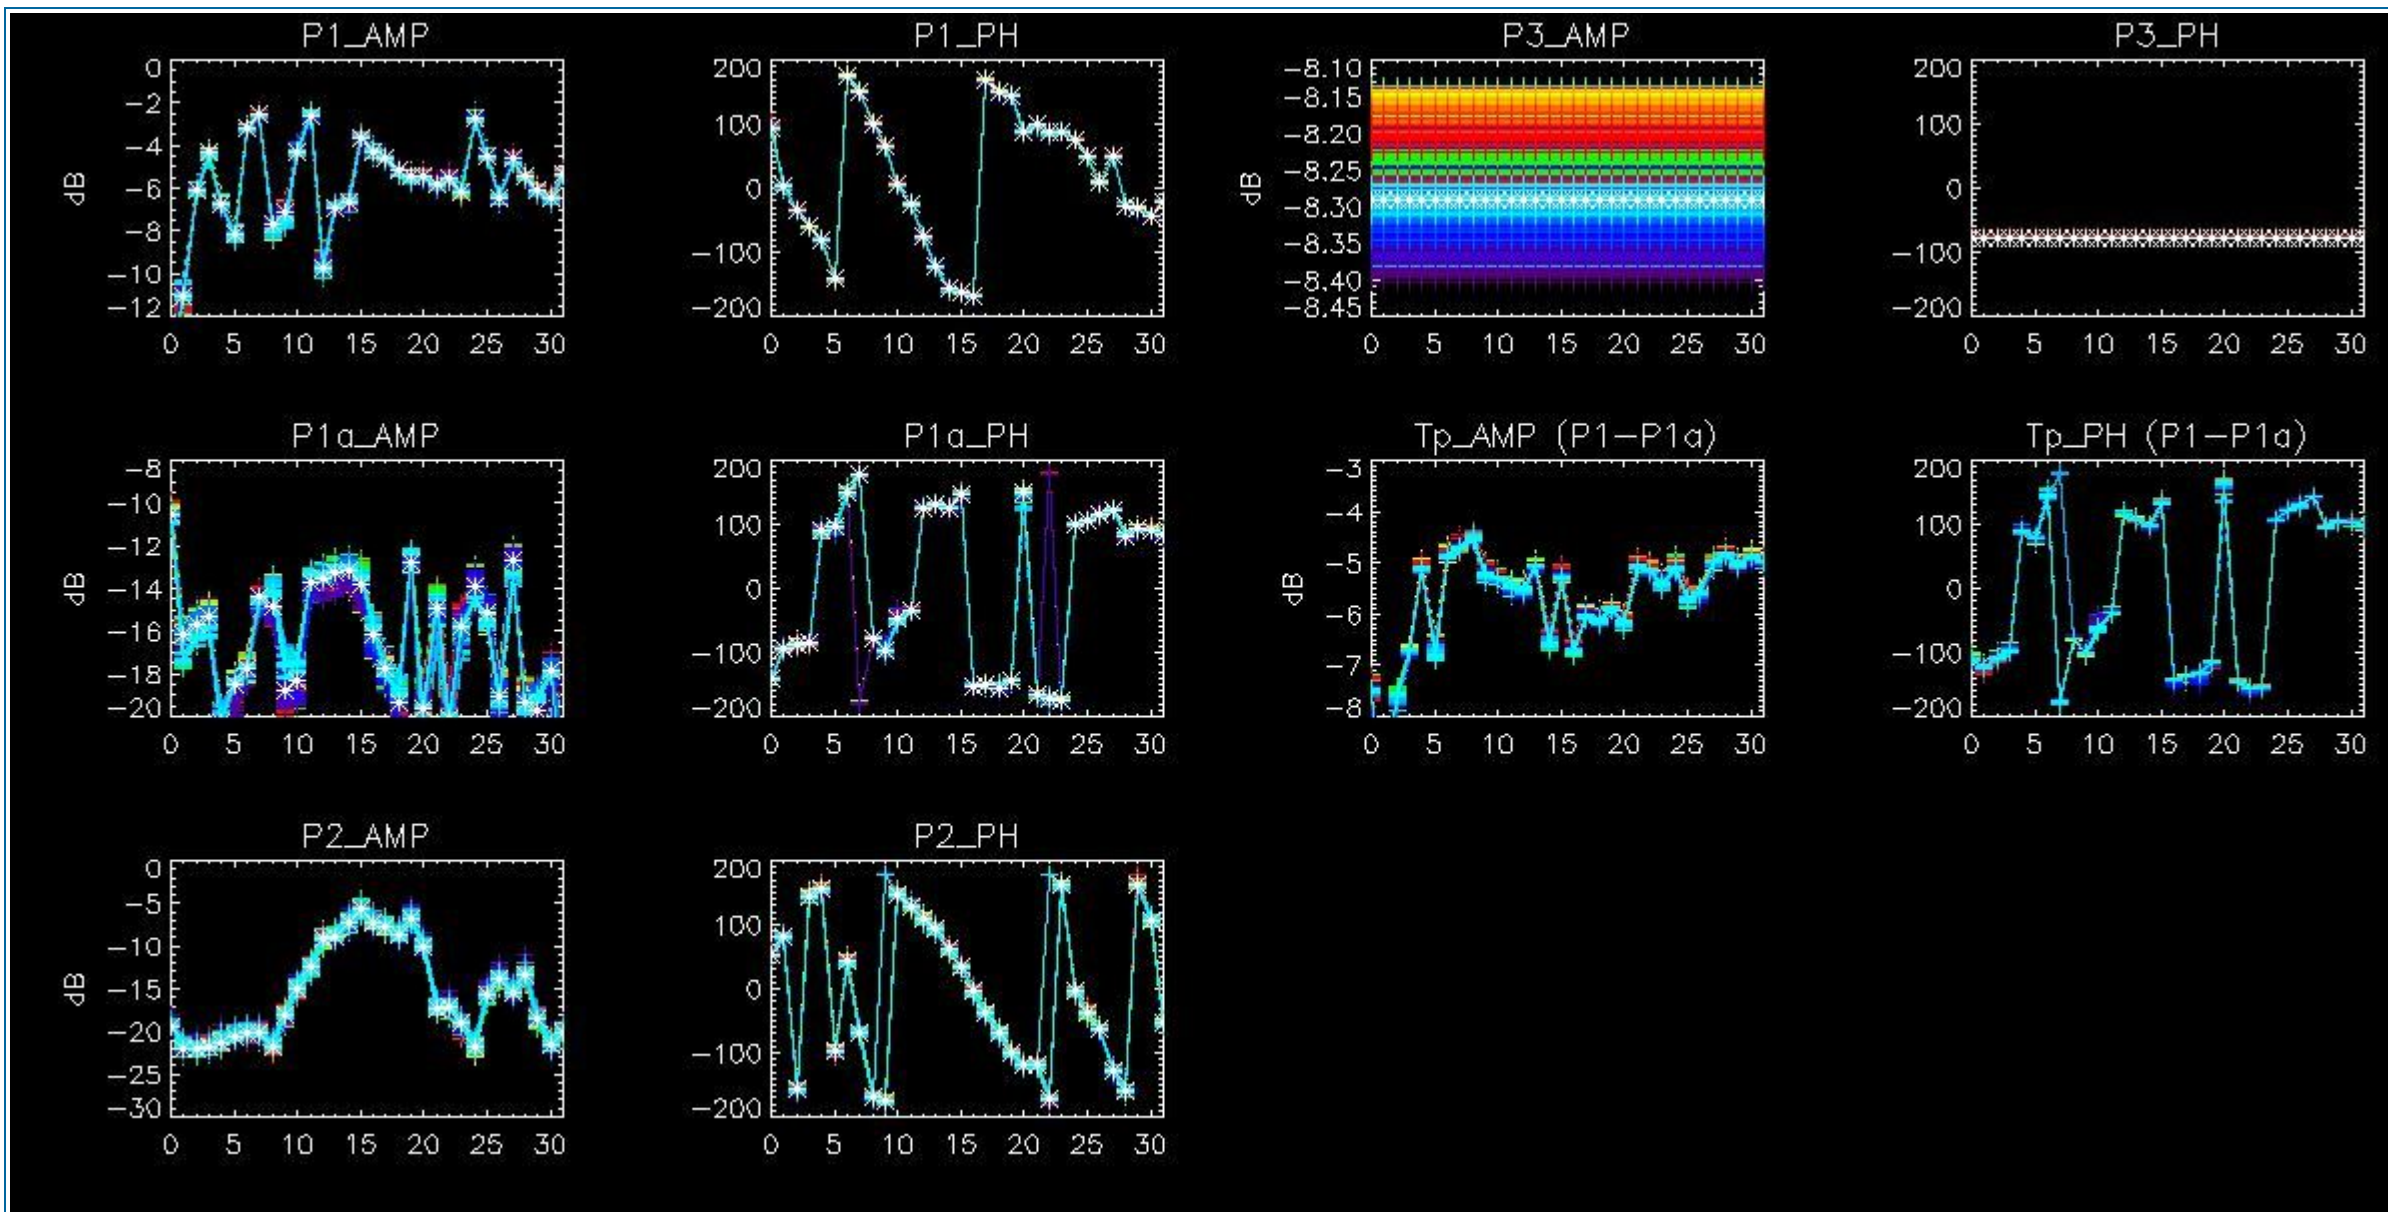 P1_AMP
0
−2
−4
−6
−8
−10
−12
dB
0 5 10 15 20 25 30
P1_PH
200
100
0
−100
−200
0 5 10 15 20 25 30
P3_AMP
−8.10
−8.15
−8.20
−8.25
−8.30
−8.35
−8.40
−8.45
dB
0 5 10 15 20 25 30
P3_PH
200
100
0
−100
−200
0 5 10 15 20 25 30
P1a_AMP
−8
−10
−12
−14
−16
−18
−20
dB
0 5 10 15 20 25 30
P1a_PH
200
100
0
−100
−200
0 5 10 15 20 25 30
Tp_AMP (P1−P1a)
−3
−4
−5
−6
−7
−8
dB
0 5 10 15 20 25 30
Tp_PH (P1−P1a)
200
100
0
−100
−200
0 5 10 15 20 25 30
P2_AMP
0
−5
−10
−15
−20
−25
−30
dB
0 5 10 15 20 25 30
P2_PH
200
100
0
−100
−200
0 5 10 15 20 25 30